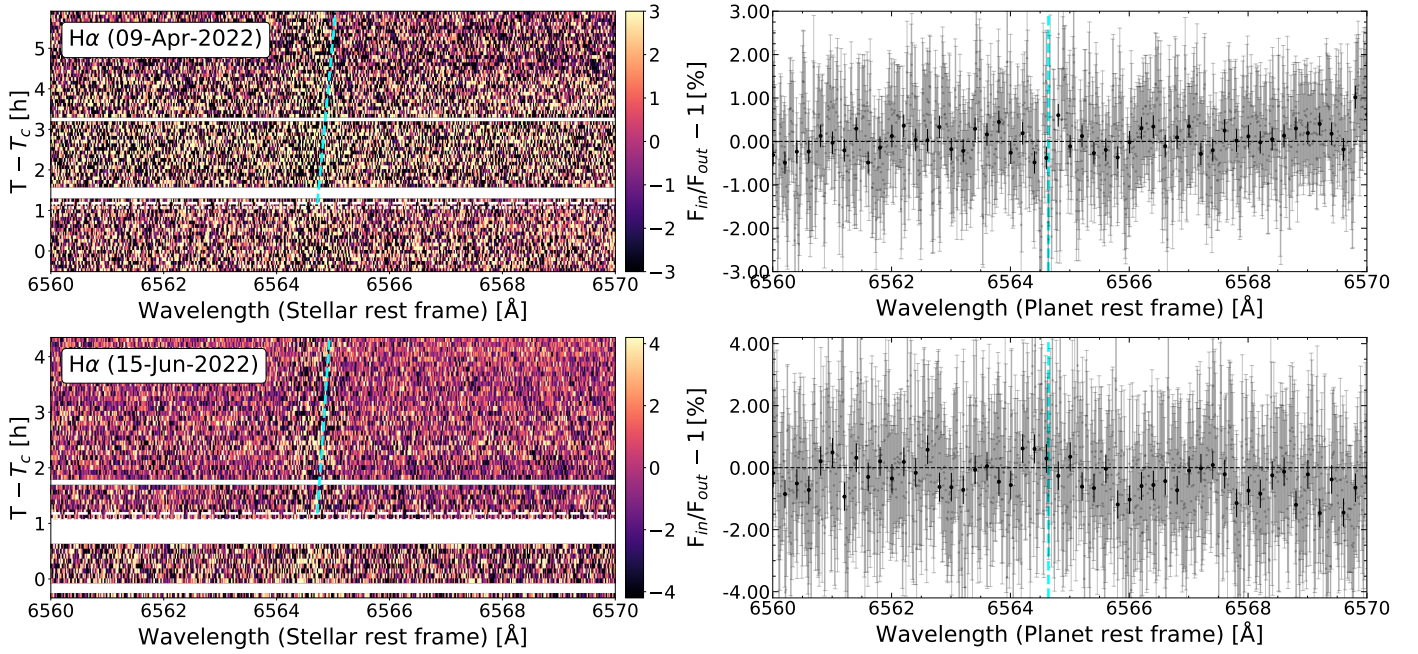 Hα (09-Apr-2022)
T − T_c [h]
5
4
3
2
1
0
6560 6562 6564 6566 6568 6570
Wavelength (Stellar rest frame) [Å]
3
2
1
0
−1
−2
−3
F_in/F_out − 1 [%]
3.00
2.00
1.00
0.00
-1.00
-2.00
-3.00
6560 6562 6564 6566 6568 6570
Wavelength (Planet rest frame) [Å]
Hα (15-Jun-2022)
T − T_c [h]
4
3
2
1
0
6560 6562 6564 6566 6568 6570
Wavelength (Stellar rest frame) [Å]
4
2
0
−2
−4
F_in/F_out − 1 [%]
4.00
2.00
0.00
-2.00
-4.00
6560 6562 6564 6566 6568 6570
Wavelength (Planet rest frame) [Å]